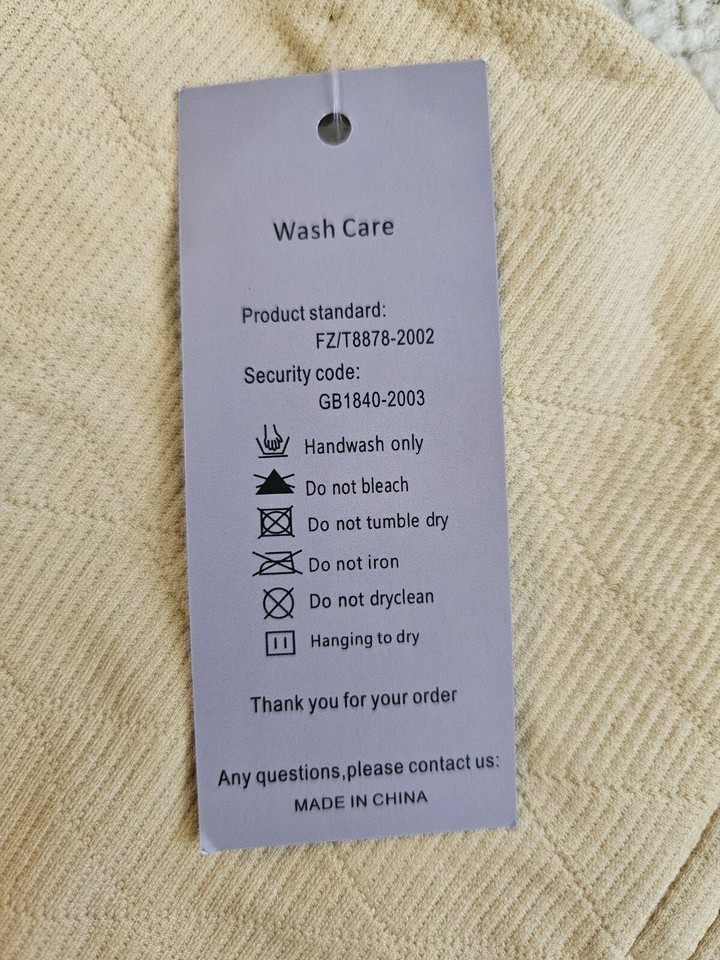 Wash Care
Product standard:
FZ/T8878-2002
Security code:
GB1840-2003
Handwash only
Do not bleach
Do not tumble dry
Do not iron
Do not dryclean
Hanging to dry
Thank you for your order
Any questions,please contact us:
MADE IN CHINA